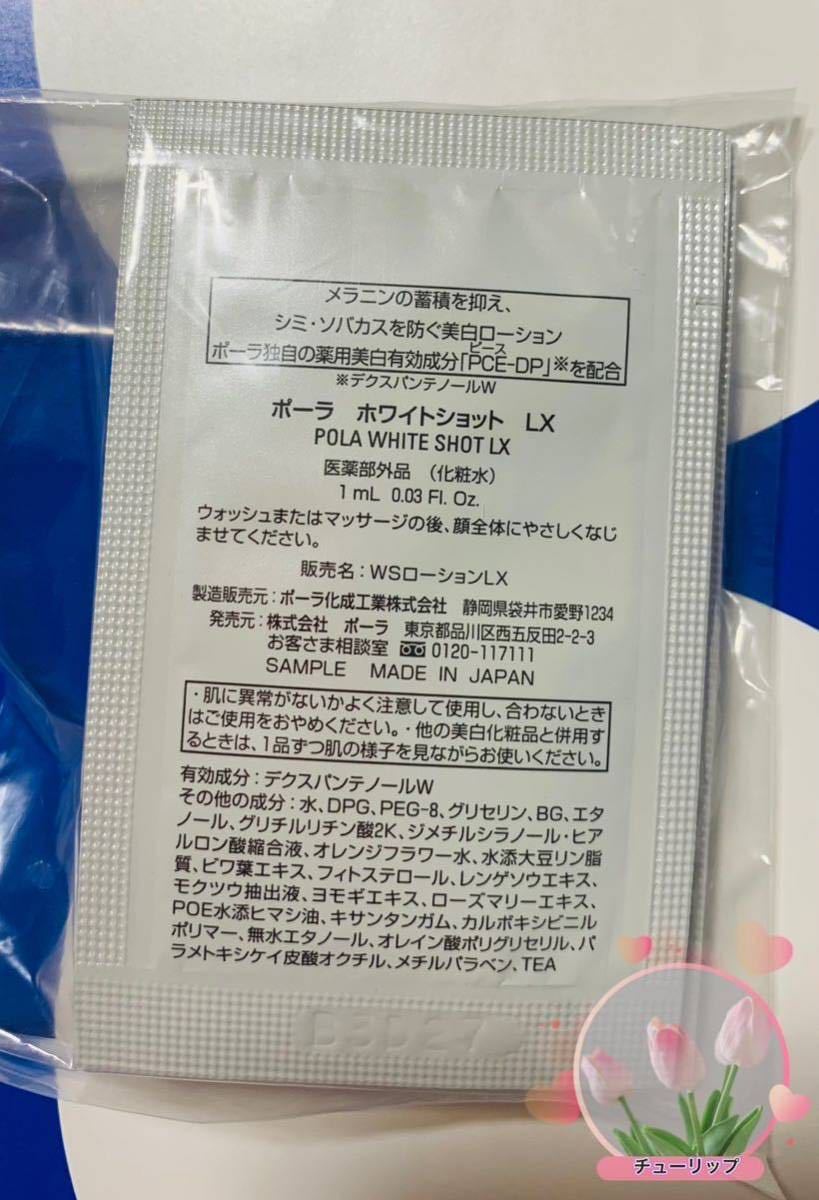 メラニンの蓄積を抑え、
シミ・ソバカスを防ぐ美白ローション
ピース
ポーラ独自の薬用美白有効成分「PCE-DP」※を配合
※デクスパンテノールW
ポーラ ホワイトショット LX
POLA WHITE SHOT LX
医薬部外品 (化粧水)
1 mL 0.03 Fl. Oz.
ウォッシュまたはマッサージの後、顔全体にやさしくなじ
ませてください。
販売名:WSローションLX
製造販売元:ポーラ化成工業株式会社 静岡県袋井市愛野1234
発売元:株式会社 ポーラ 東京都品川区西五反田2-2-3
お客さま相談室 0120-117111
SAMPLE MADE IN JAPAN
・肌に異常がないかよく注意して使用し、合わないとき
はご使用をおやめください。・他の美白化粧品と併用す
るときは、1品ずつ肌の様子を見ながらお使いください。
有効成分:デクスパンテノールW
その他の成分:水、DPG、PEG-8、グリセリン、BG、エタ
ノール、グリチルリチン酸2K、ジメチルシラノール・ヒア
ルロン酸縮合液、オレンジフラワー水、水添大豆リン脂
質、ビワ葉エキス、フィトステロール、レンゲソウエキス、
モクツウ抽出液、ヨモギエキス、ローズマリーエキス、
POE水添ヒマシ油、キサンタンガム、カルボキシビニル
ポリマー、無水エタノール、オレイン酸ポリグリセリル、パ
ラメトキシケイ皮酸オクチル、メチルパラベン、TEA
チューリップ